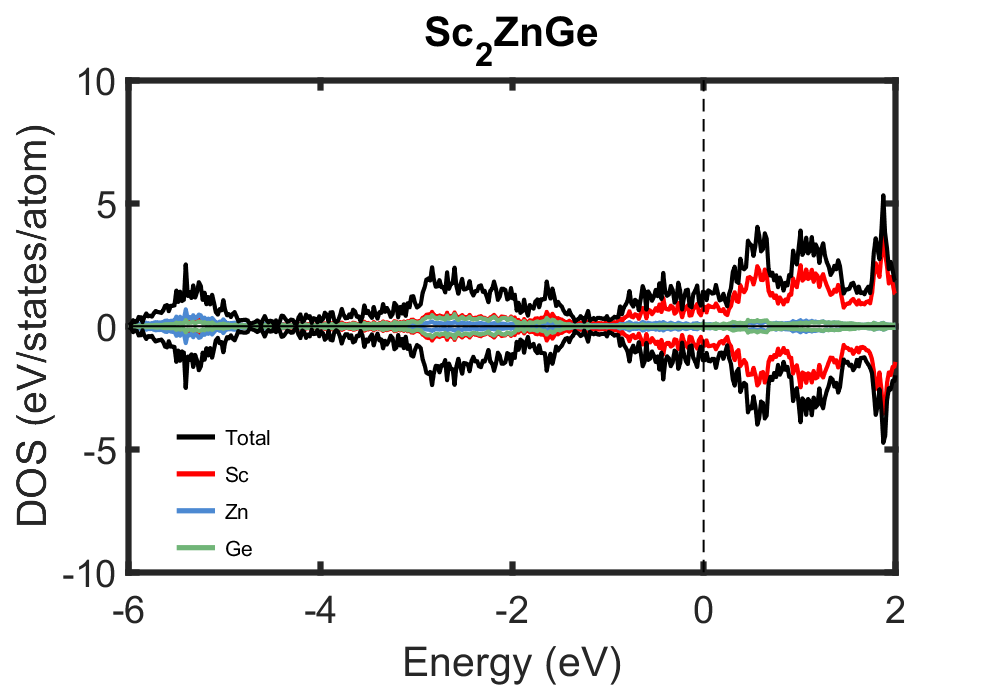 Sc₂ZnGe
DOS (eV/states/atom)
10
5
0
-5
-10
Total
Sc
Zn
Ge
-6 -4 -2 0 2
Energy (eV)